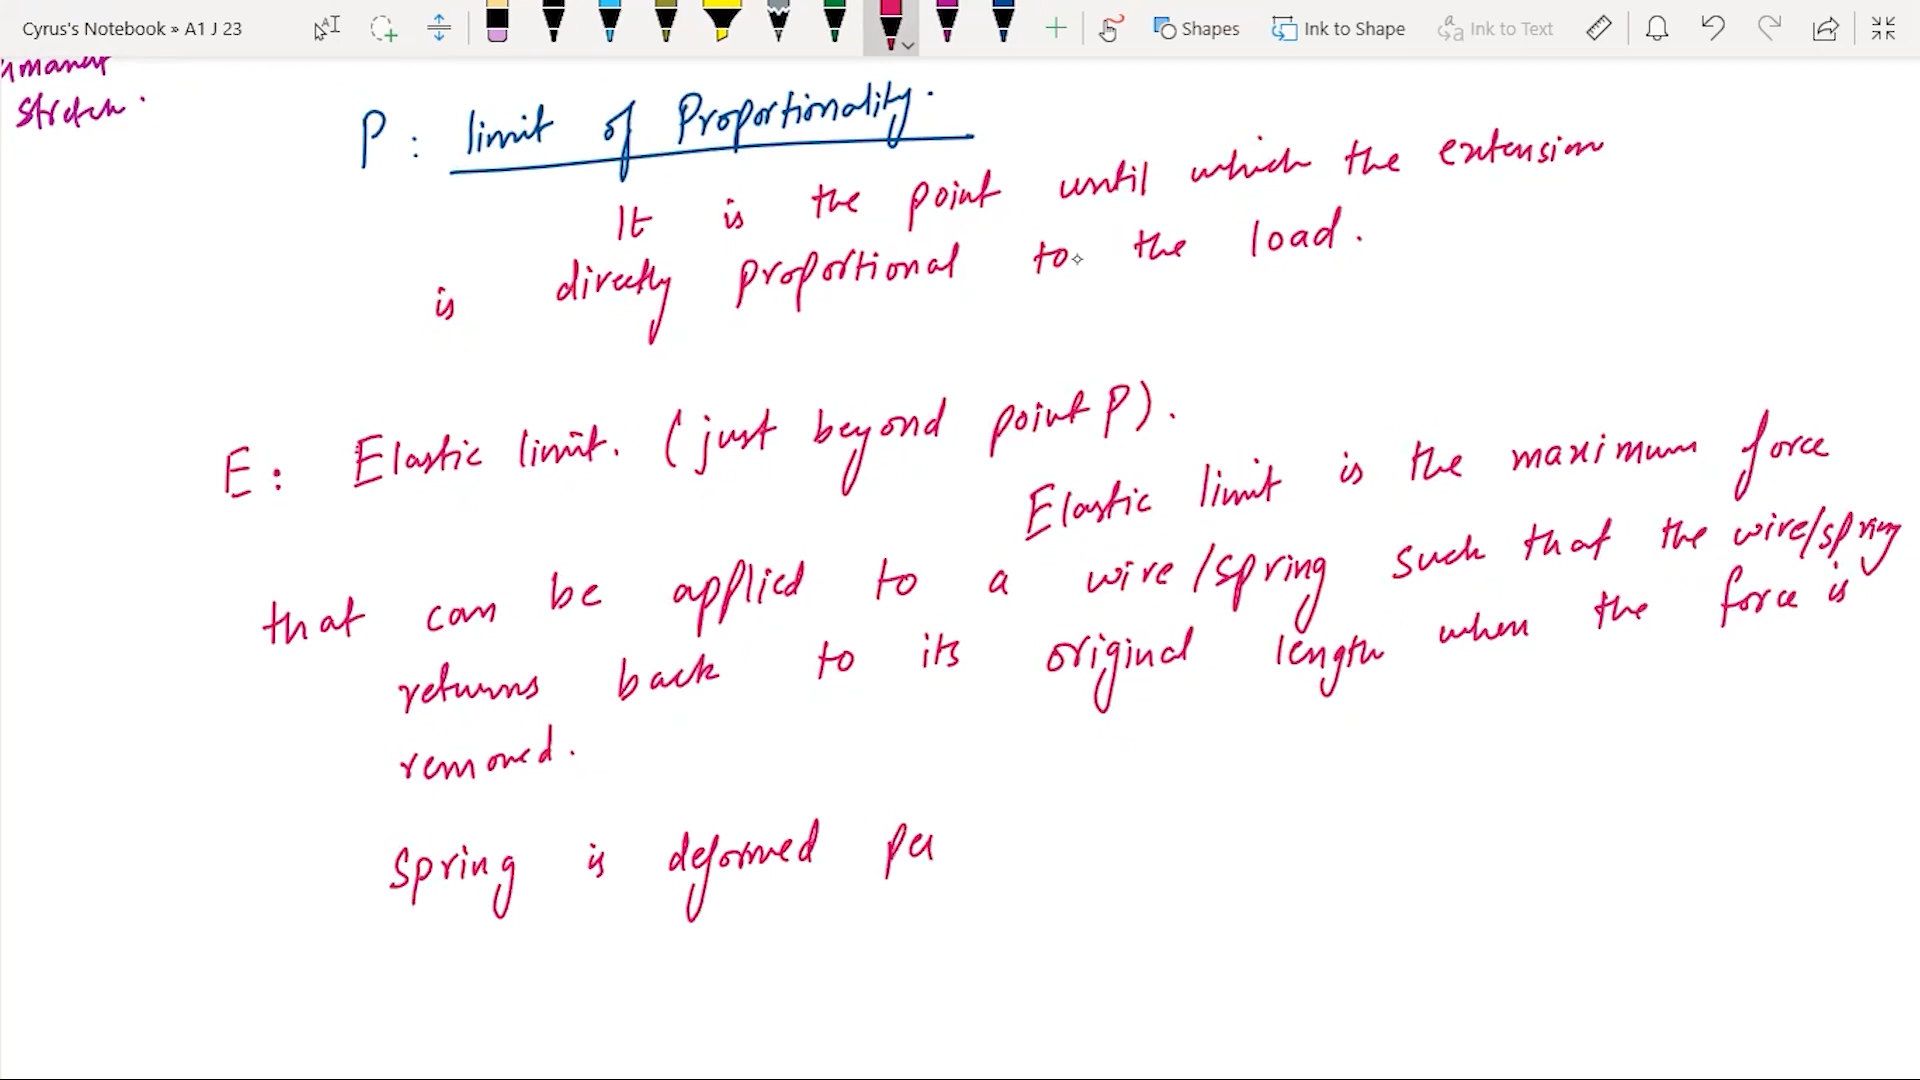 Cyrus's Notebook » A1 J 23
Shapes
Ink to Shape
Ink to Text
stretch.
P: limit of Proportionality.
It is the point until which the extension
is directly proportional to the load.
E: Elastic limit. (just beyond point P).
Elastic limit is the maximum force
that can be applied to a wire/spring such that the wire/spring
returns back to its original length when the force is
removed.
Spring is deformed pe